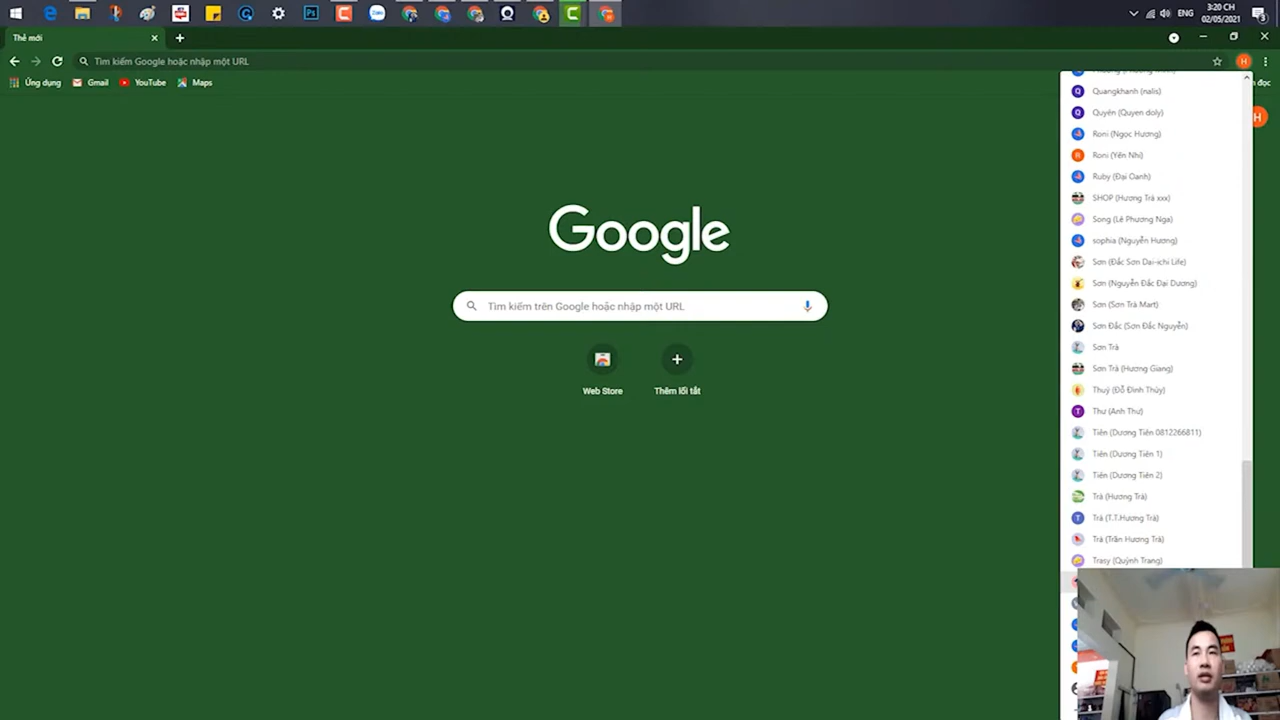 ENG
3:20 CH
02/05/2021
Thẻ mới
Tìm kiếm Google hoặc nhập một URL
H
Ứng dụng
Gmail
YouTube
Maps
Quangkhanh (nalis)
Quyên (Quyen doly)
Roni (Ngọc Hương)
Roni (Yến Nhi)
Ruby (Đại Oanh)
SHOP (Hương Trà xxx)
Song (Lê Phương Nga)
sophia (Nguyễn Hương)
Sơn (Đắc Sơn Dai-ichi Life)
Sơn (Nguyễn Đắc Đại Dương)
Sơn (Sơn Trà Mart)
Sơn Đắc (Sơn Đắc Nguyễn)
Sơn Trà
Sơn Trà (Hương Giang)
Thuỳ (Đỗ Đình Thùy)
Thư (Anh Thư)
Tiên (Dương Tiên 0812266811)
Tiên (Dương Tiên 1)
Tiên (Dương Tiên 2)
Trà (Hương Trà)
Trà (T.T.Hương Trà)
Trà (Trần Hương Trà)
Trasy (Quỳnh Trang)
đọc
H
Google
Tìm kiếm trên Google hoặc nhập một URL
Web Store
Thêm lối tắt